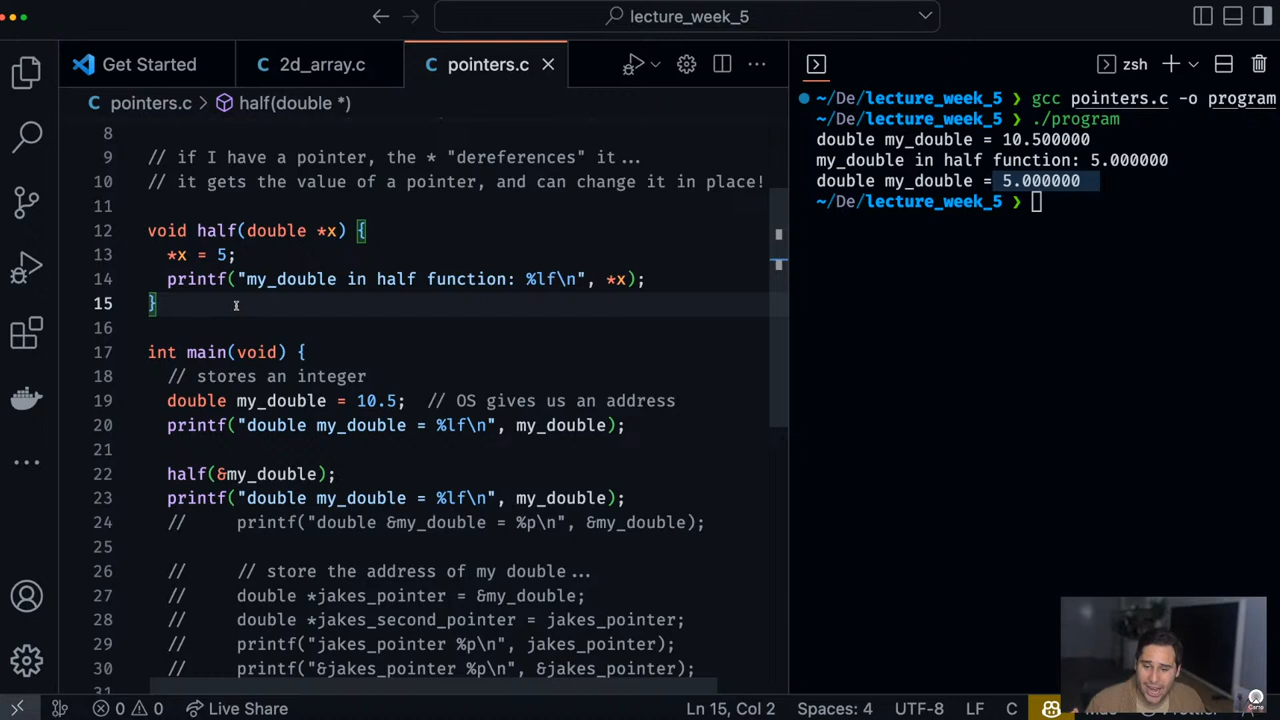 lecture_week_5
Get Started
2d_array.c
pointers.c
zsh
pointers.c > half(double *)
8
9 // if I have a pointer, the * "dereferences" it...
10 // it gets the value of a pointer, and can change it in place!
11
12 void half(double *x) {
13 *x = 5;
14 printf("my_double in half function: %lf\n", *x);
15 }
16
17 int main(void) {
18 // stores an integer
19 double my_double = 10.5; // OS gives us an address
20 printf("double my_double = %lf\n", my_double);
21
22 half(&my_double);
23 printf("double my_double = %lf\n", my_double);
24 // printf("double &my_double = %p\n", &my_double);
25
26 // // store the address of my double...
27 // double *jakes_pointer = &my_double;
28 // double *jakes_second_pointer = jakes_pointer;
29 // printf("jakes_pointer %p\n", jakes_pointer);
30 // printf("&jakes_pointer %p\n", &jakes_pointer);
31
~/De/lecture_week_5 ❯ gcc pointers.c -o program
~/De/lecture_week_5 ❯ ./program
double my_double = 10.500000
my_double in half function: 5.000000
double my_double = 5.000000
~/De/lecture_week_5 ❯
0 0 Live Share
Ln 15, Col 2 Spaces: 4 UTF-8 LF C